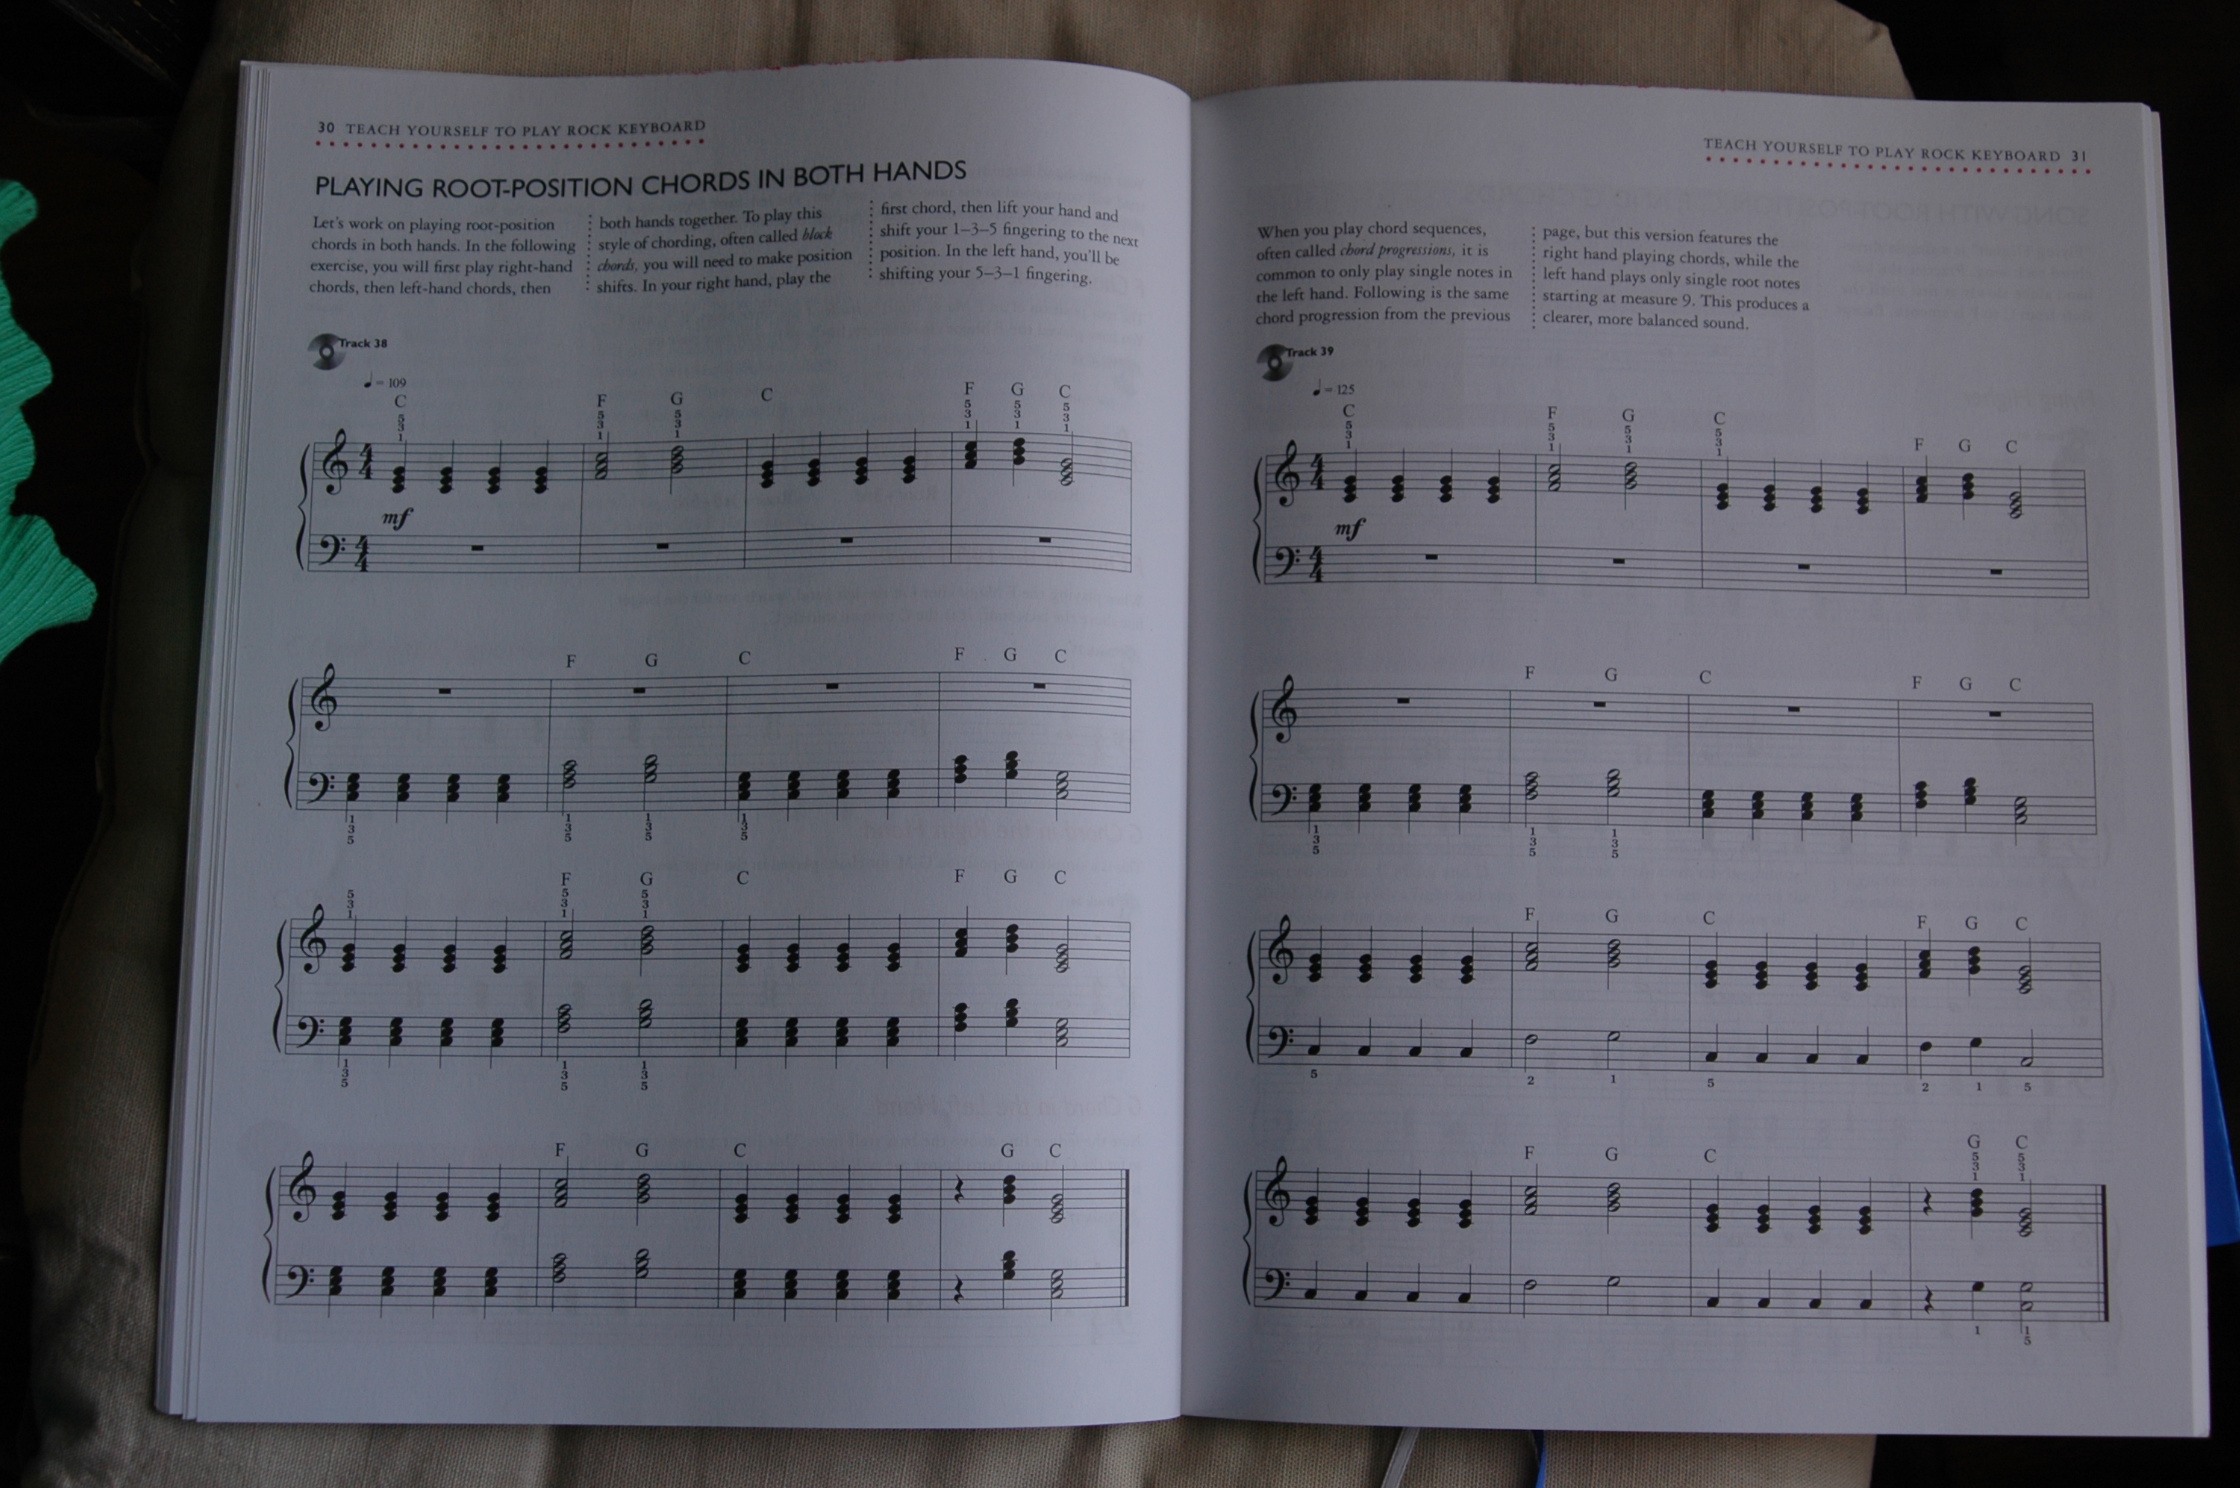 30 TEACH YOURSELF TO PLAY ROCK KEYBOARD
PLAYING ROOT-POSITION CHORDS IN BOTH HANDS
Let's work on playing root-position
chords in both hands. In the following
exercise, you will first play right-hand
chords, then left-hand chords, then
both hands together. To play this
style of chording, often called block
chords, you will need to make position
shifts. In your right hand, play the
first chord, then lift your hand and
shift your 1–3–5 fingering to the next
position. In the left hand, you'll be
shifting your 5–3–1 fingering.
Track 38
♩ = 109
C F G C F G C
5 5 5 5 5 5
3 3 3 3 3 3
1 1 1 1 1 1
4 4
mf
4 4
F G C F G C
1 1 1 1
3 3 3 3
5 5 5 5
F G C F G C
5 5 5
3 3 3
1 1 1
1 1 1
3 3 3
5 5 5
F G C G C
TEACH YOURSELF TO PLAY ROCK KEYBOARD 31
When you play chord sequences,
often called chord progressions, it is
common to only play single notes in
the left hand. Following is the same
chord progression from the previous
page, but this version features the
right hand playing chords, while the
left hand plays only single root notes
starting at measure 9. This produces a
clearer, more balanced sound.
Track 39
♩ = 125
C F G C F G C
5 5 5 5
3 3 3 3
1 1 1 1
4 4
mf
4 4
F G C F G C
1 1 1
3 3 3
5 5 5
F G C F G C
5 2 1 5 2 1 5
F G C G C
5 5
3 3
1 1
1 1
5